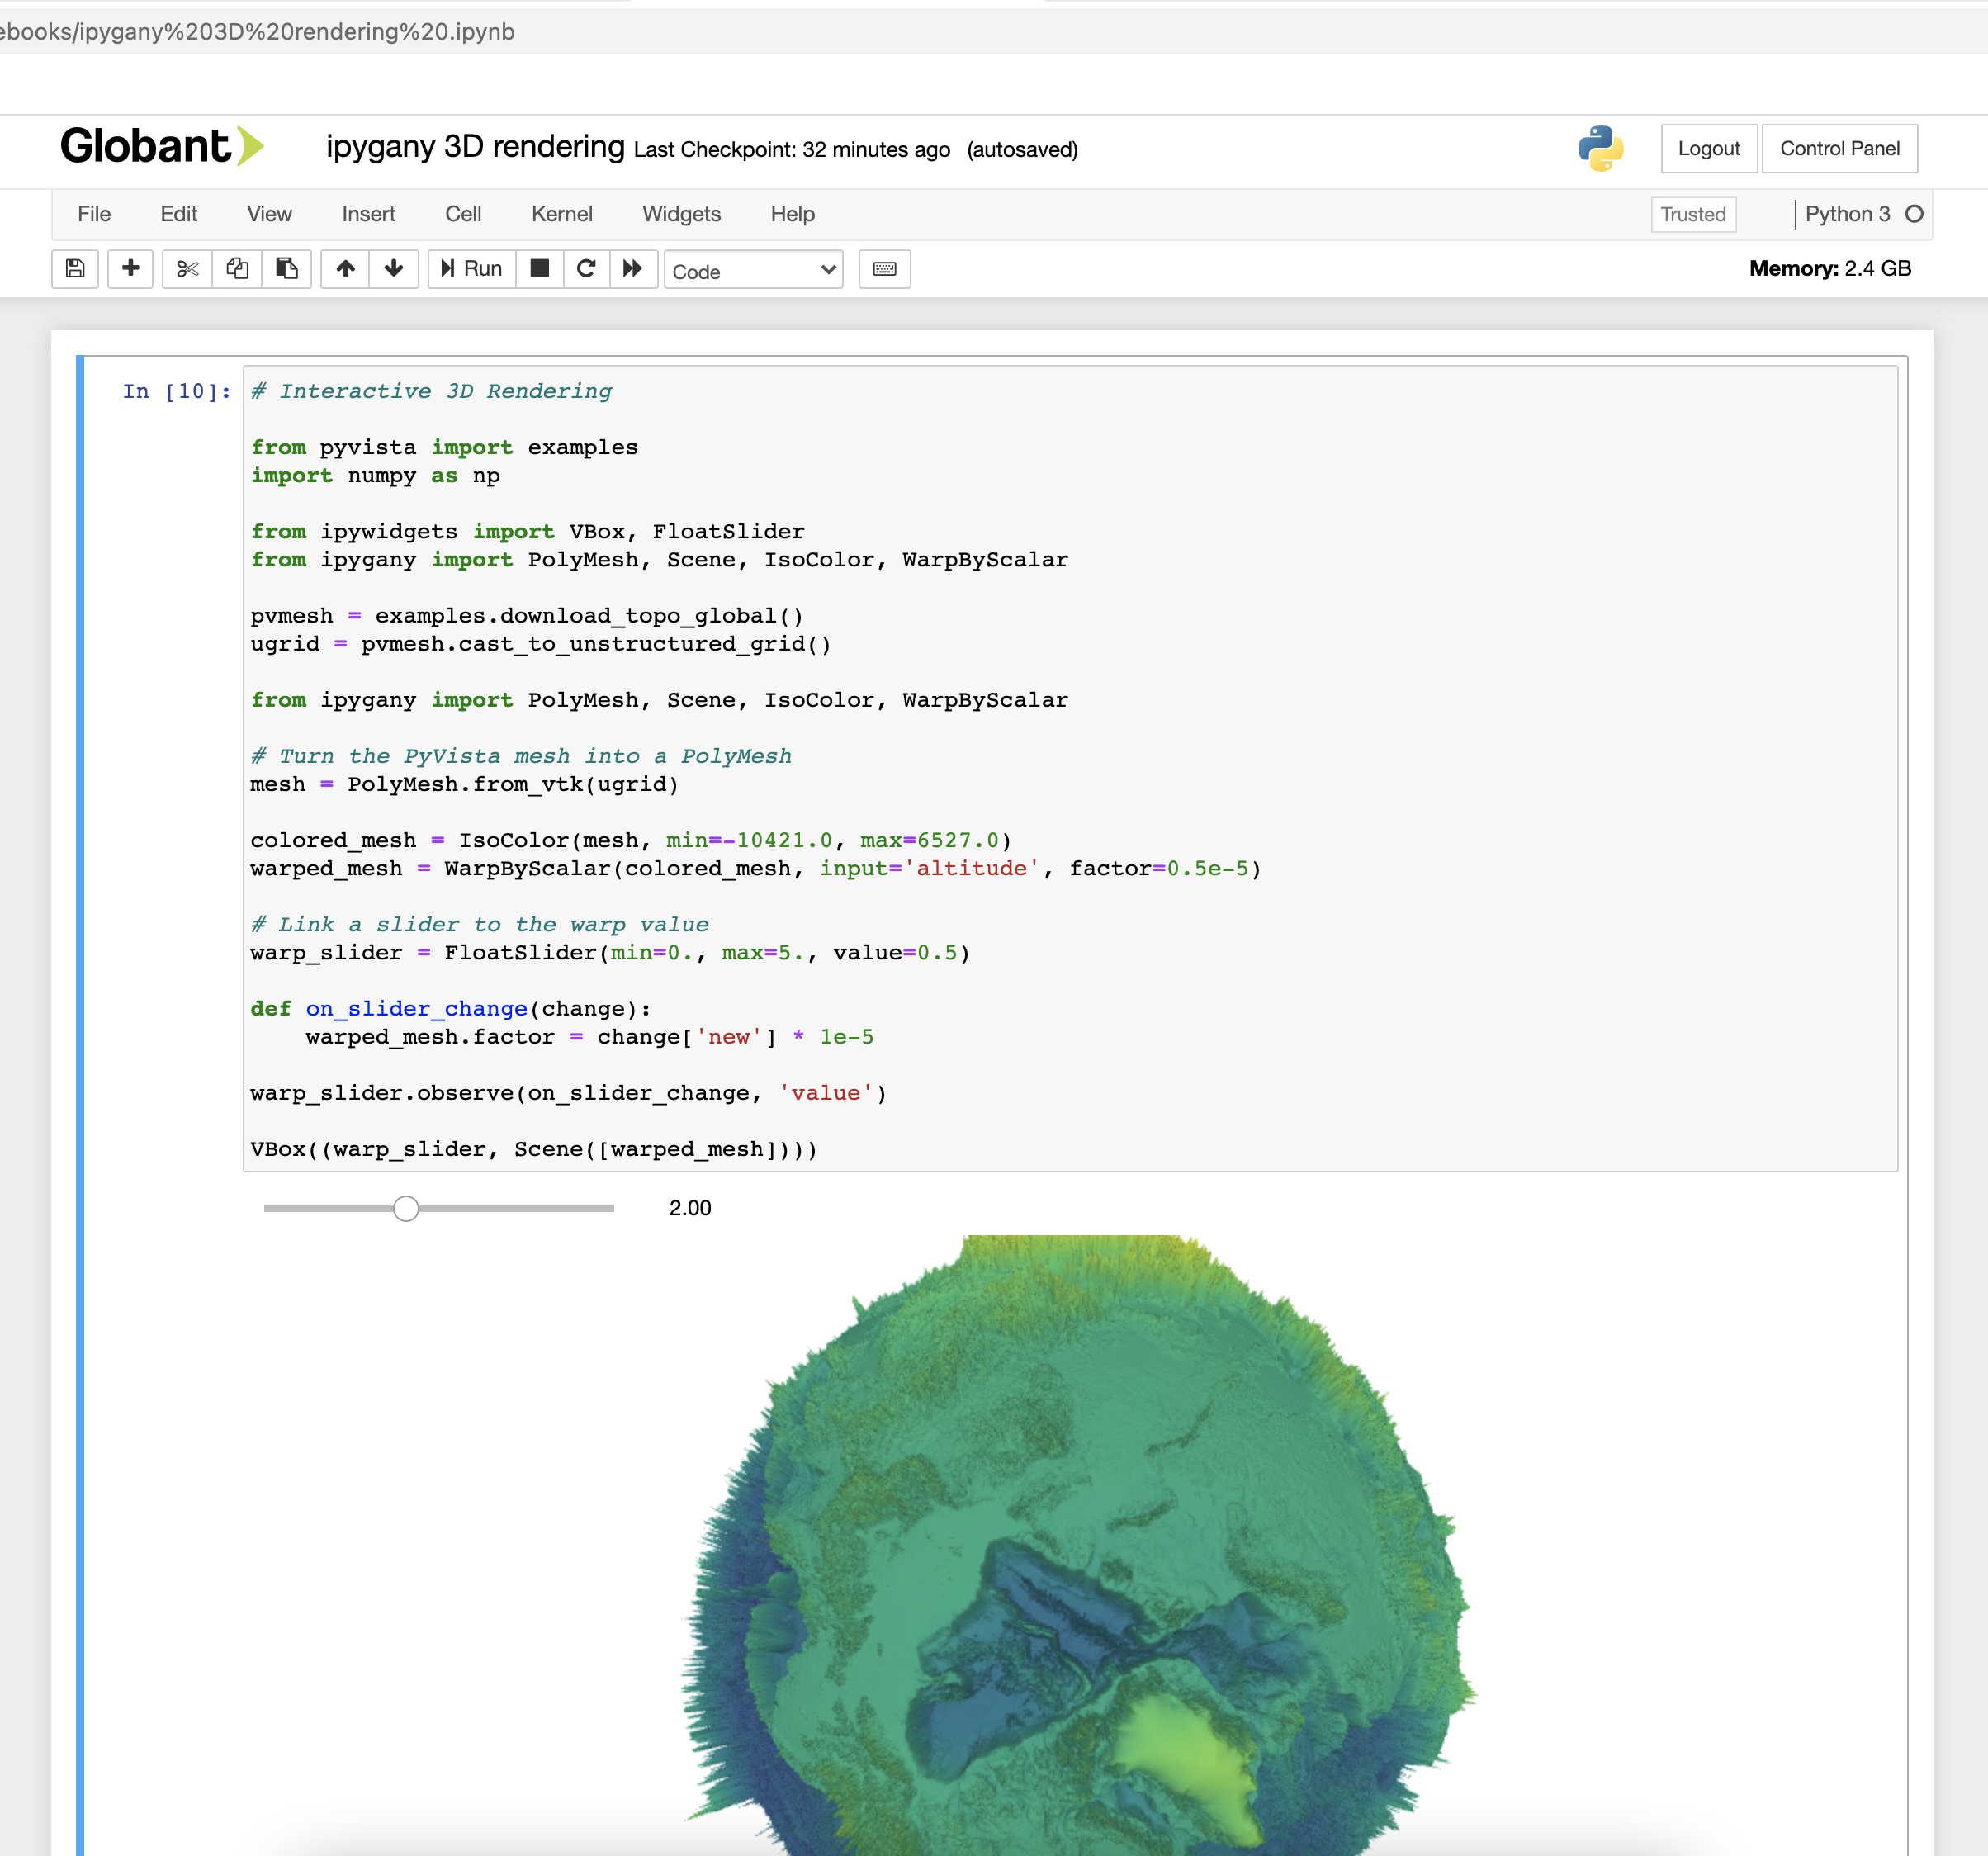 ebooks/ipygany%203D%20rendering%20.ipynb
Globant
ipygany 3D rendering Last Checkpoint: 32 minutes ago (autosaved)
Logout
Control Panel
File Edit View Insert Cell Kernel Widgets Help
Trusted
Python 3
Run
Code
Memory: 2.4 GB
In [10]:
# Interactive 3D Rendering
from pyvista import examples
import numpy as np
from ipywidgets import VBox, FloatSlider
from ipygany import PolyMesh, Scene, IsoColor, WarpByScalar
pvmesh = examples.download_topo_global()
ugrid = pvmesh.cast_to_unstructured_grid()
from ipygany import PolyMesh, Scene, IsoColor, WarpByScalar
# Turn the PyVista mesh into a PolyMesh
mesh = PolyMesh.from_vtk(ugrid)
colored_mesh = IsoColor(mesh, min=-10421.0, max=6527.0)
warped_mesh = WarpByScalar(colored_mesh, input='altitude', factor=0.5e-5)
# Link a slider to the warp value
warp_slider = FloatSlider(min=0., max=5., value=0.5)
def on_slider_change(change):
    warped_mesh.factor = change['new'] * 1e-5
warp_slider.observe(on_slider_change, 'value')
VBox((warp_slider, Scene([warped_mesh])))
2.00